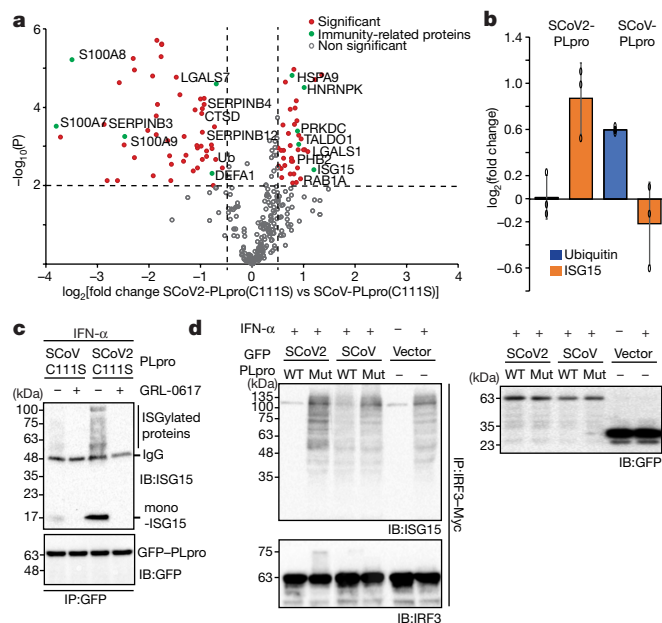 a
Significant
Immunity-related proteins
Non significant
6
5
4
3
2
1
0
–log10(P)
S100A8
LGALS7
HSPA9
HNRNPK
S100A7
SERPINB3
SERPINB4
CTSD
S100A9
SERPINB12
PRKDC
TALDO1
LGALS1
Ub
PHB2
ISG15
DEFA1
RAB1A
–4 –3 –2 –1 0 1 2 3 4
log2[fold change SCoV2-PLpro(C111S) vs SCoV-PLpro(C111S)]
b
SCoV2-PLpro
SCoV-PLpro
1.4
1.0
0.6
0.2
0
–0.2
–0.6
log2(fold change)
Ubiquitin
ISG15
c
IFN-α
SCoV C111S
SCoV2 C111S
PLpro
– + – + GRL-0617
(kDa)
100
75
63
48
35
23
17
ISGylated proteins
IgG
IB:ISG15
mono-ISG15
63
48
GFP–PLpro
IB:GFP
IP:GFP
d
IFN-α + + + + – +
GFP SCoV2 SCoV Vector
PLpro WT Mut WT Mut – –
(kDa)
135
100
75
63
48
35
IB:ISG15
IP:IRF3–Myc
75
63
IB:IRF3
+ + + + – +
SCoV2 SCoV Vector
WT Mut WT Mut – –
(kDa)
63
35
23
IB:GFP